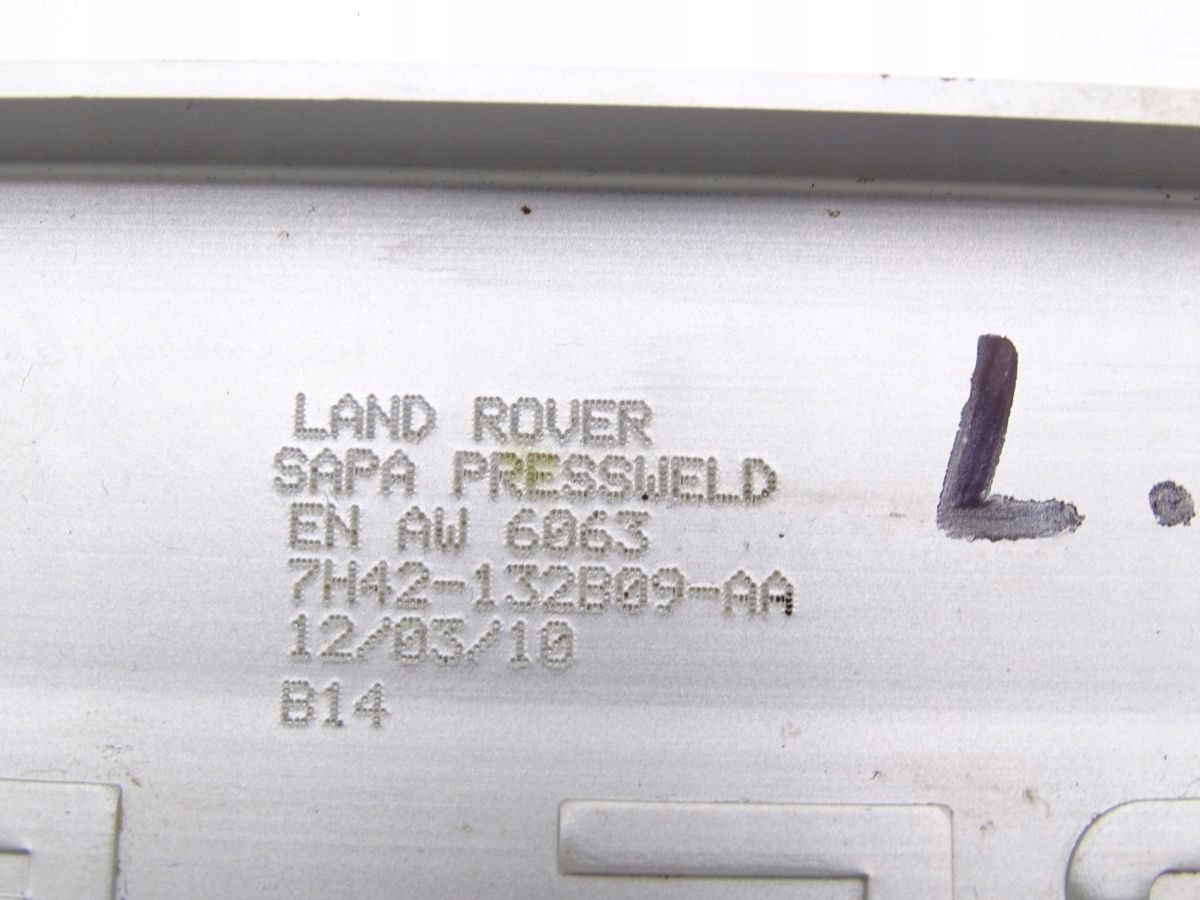 LAND ROVER
SAPA PRESSWELD
EN AW 6063
7H42-132B09-AA
12/03/10
B14
L.